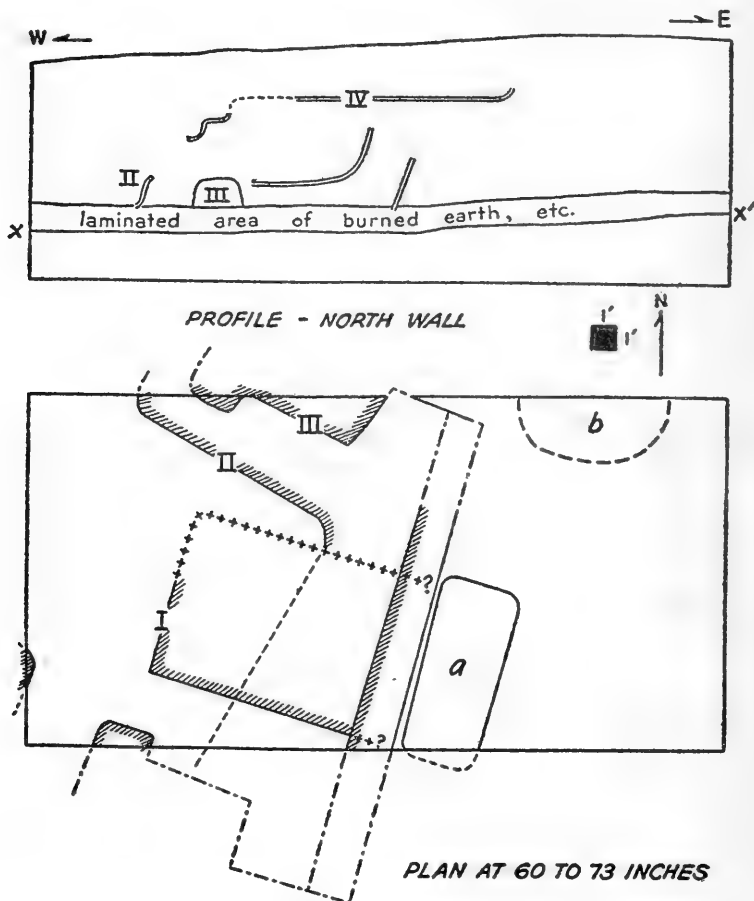 W E
IV
II
III
laminated area of burned earth, etc.
X X'
PROFILE - NORTH WALL
1' 1' N
III
b
II
?
I
a
?
PLAN AT 60 TO 73 INCHES